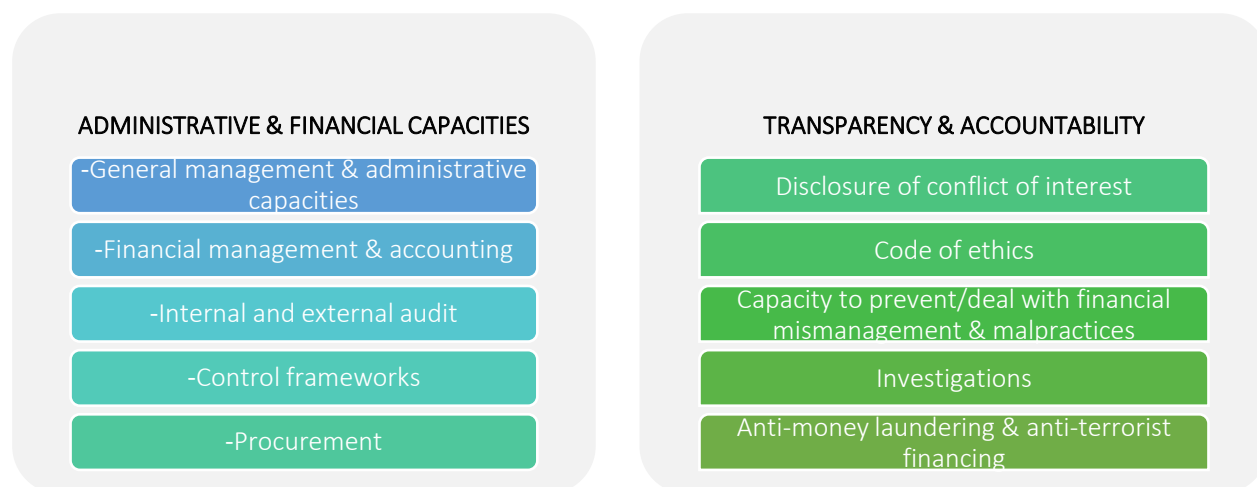 ADMINISTRATIVE & FINANCIAL CAPACITIES
-General management & administrative
capacities
-Financial management & accounting
-Internal and external audit
-Control frameworks
-Procurement
TRANSPARENCY & ACCOUNTABILITY
Disclosure of conflict of interest
Code of ethics
Capacity to prevent/deal with financial
mismanagement & malpractices
Investigations
Anti-money laundering & anti-terrorist
financing